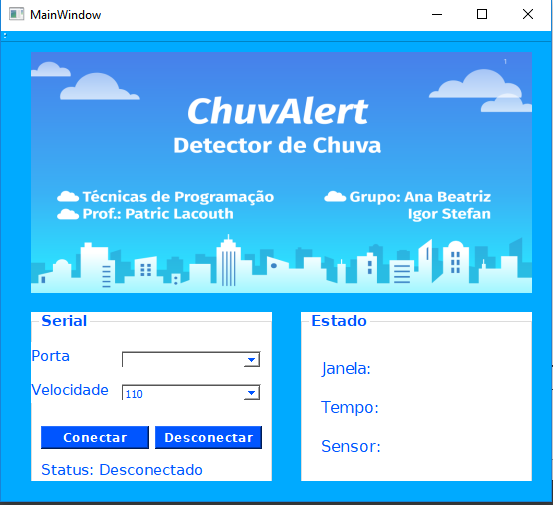 MainWindow
1
ChuvAlert
Detector de Chuva
Técnicas de Programação
Prof.: Patric Lacouth
Grupo: Ana Beatriz
Igor Stefan
Serial
Porta
Velocidade
110
Conectar
Desconectar
Status: Desconectado
Estado
Janela:
Tempo:
Sensor: